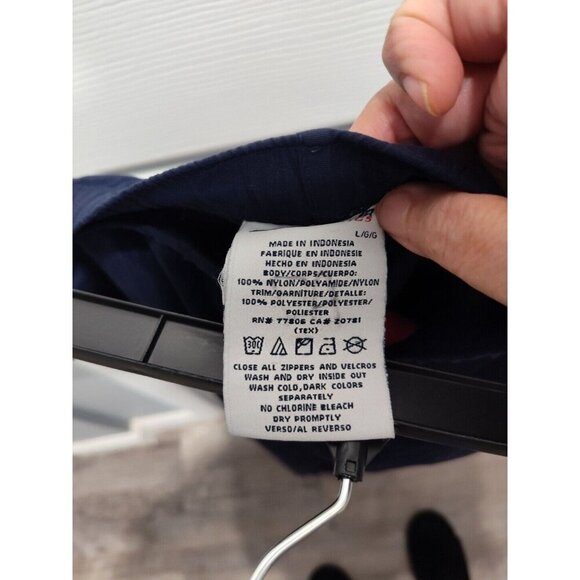 L/G/G
MADE IN INDONESIA
FABRIQUE EN INDONESIE
HECHO EN INDONESIA
BODY/CORPS/CUERPO:
100% NYLON/POLYAMIDE/NYLON
TRIM/GARNITURE/DETALLE:
100% POLYESTER/POLYESTER/
POLIESTER
RN# 77806 CA# 20781
(TEX)
30C
CLOSE ALL ZIPPERS AND VELCROS
WASH AND DRY INSIDE OUT
WASH COLD,DARK COLORS
SEPARATELY
NO CHLORINE BLEACH
DRY PROMPTLY
VERSO/AL REVERSO